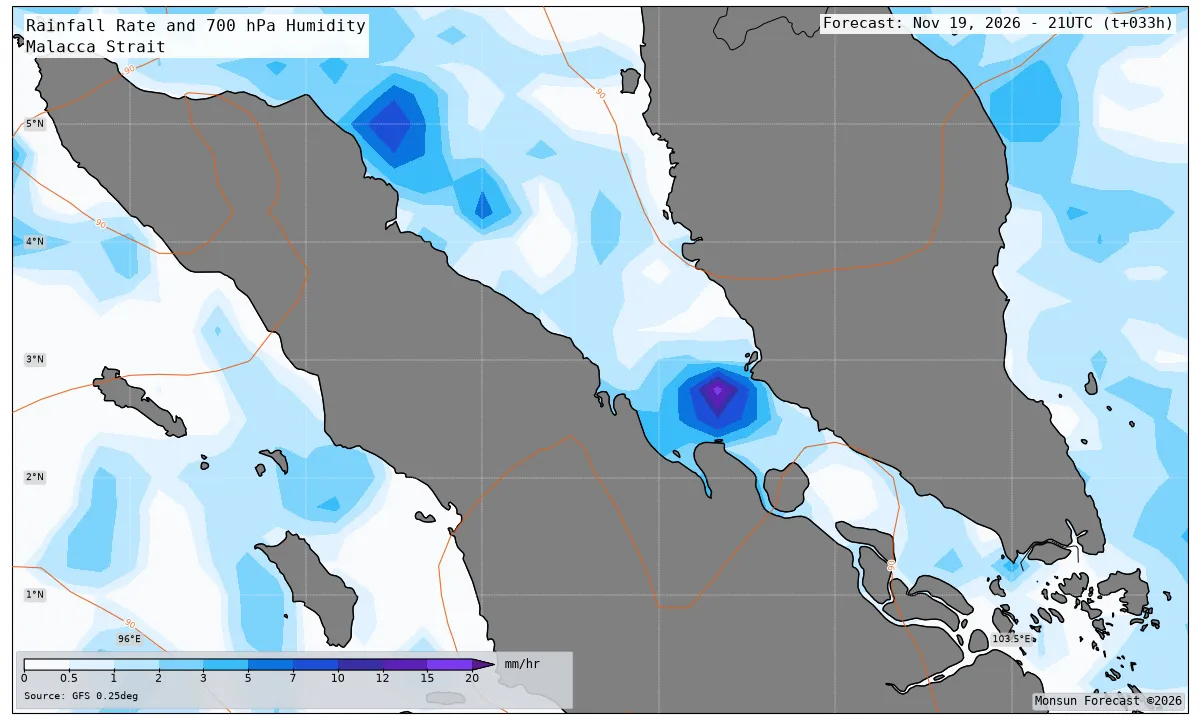 Rainfall Rate and 700 hPa Humidity
Malacca Strait
Forecast: Nov 19, 2026 - 21UTC (t+033h)
90
90
5°N
90
4°N
3°N
2°N
90
1°N
90
96°E
103.5°E
mm/hr
0 0.5 1 2 3 5 7 10 12 15 20
Source: GFS 0.25deg
Monsun Forecast ©2026